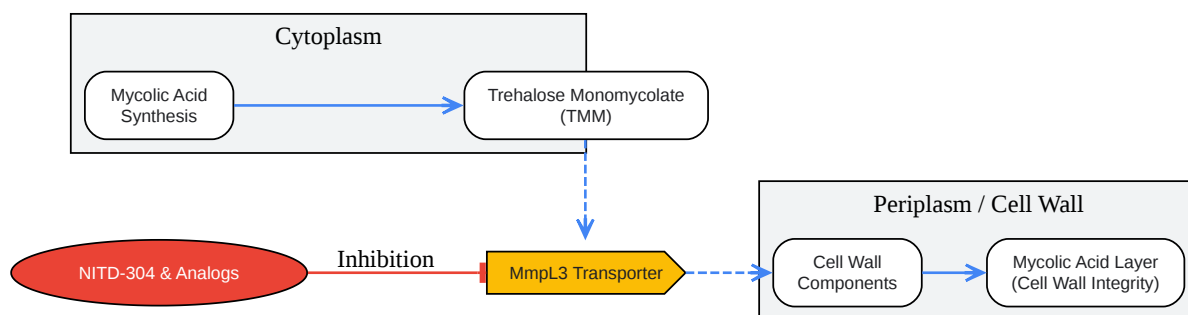 Cytoplasm
Mycolic Acid
Synthesis
Trehalose Monomycolate
(TMM)
Periplasm / Cell Wall
NITD-304 & Analogs
Inhibition
MmpL3 Transporter
Cell Wall
Components
Mycolic Acid Layer
(Cell Wall Integrity)